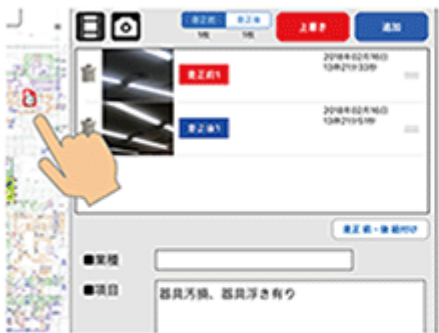 是正前 是正後
1枚 1枚
上書き
追加
是正前1
2018年02月16日
13時21分33秒
是正後1
2018年02月16日
13時21分51秒
是正前・後 紐付け
■業種
■項目
器具汚損、器具浮き有り